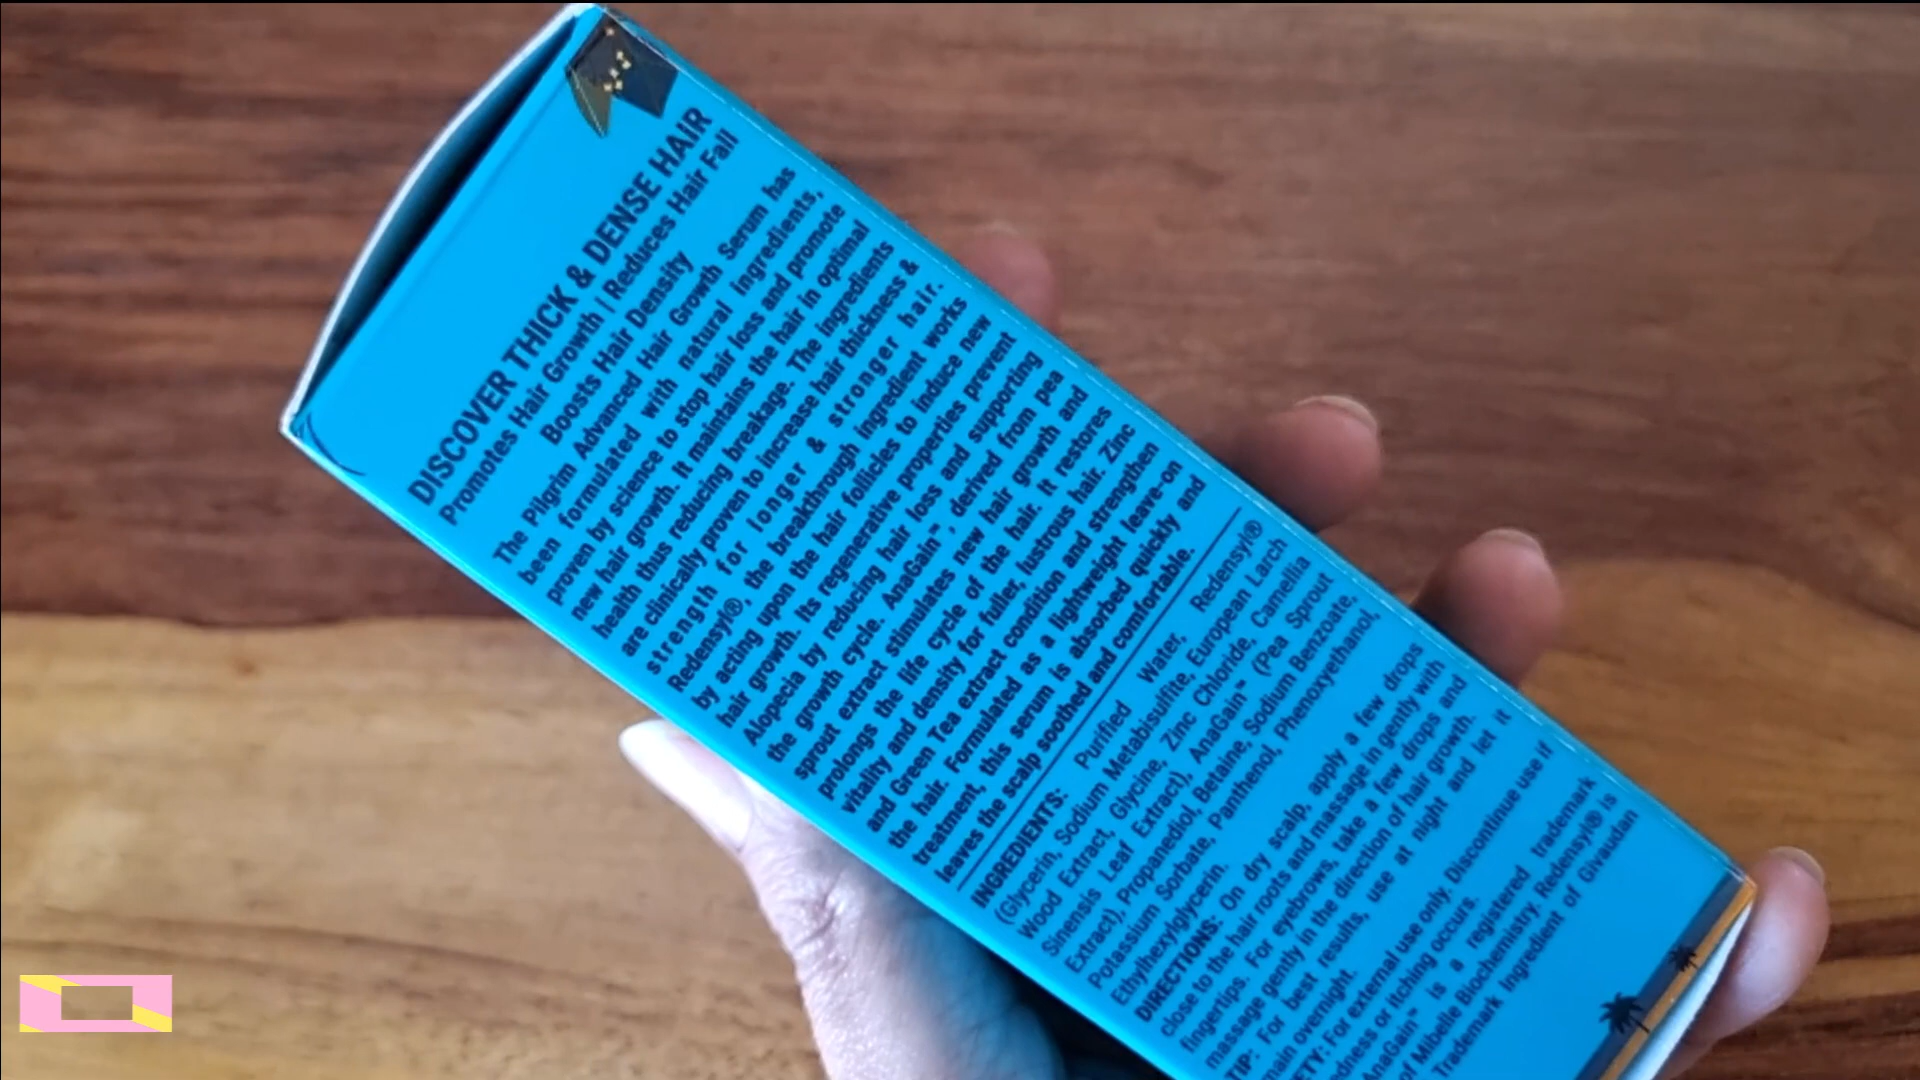 DISCOVER THICK & DENSE HAIR
Promotes Hair Growth | Reduces Hair Fall
Boosts Hair Density
The Pilgrim Advanced Hair Growth Serum has
been formulated with natural ingredients,
proven by science to stop hair loss and promote
new hair growth. It maintains the hair in optimal
health thus reducing breakage. The ingredients
are clinically proven to increase hair thickness &
strength for longer & stronger hair.
Redensyl®, the breakthrough ingredient works
by acting upon the hair follicles to induce new
hair growth. Its regenerative properties prevent
Alopecia by reducing hair loss and supporting
the growth cycle. AnaGain™, derived from pea
sprout extract stimulates new hair growth and
prolongs the life cycle of the hair. It restores
vitality and density for fuller, lustrous hair. Zinc
and Green Tea extract condition and strengthen
the hair. Formulated as a lightweight leave-on
treatment, this serum is absorbed quickly and
leaves the scalp soothed and comfortable.
INGREDIENTS: Purified Water, Redensyl®
(Glycerin, Sodium Metabisulfite, European Larch
Wood Extract, Glycine, Zinc Chloride, Camellia
Sinensis Leaf Extract), AnaGain™ (Pea Sprout
Extract), Propanediol, Betaine, Sodium Benzoate,
Potassium Sorbate, Panthenol, Phenoxyethanol,
Ethylhexylglycerin.
DIRECTIONS: On dry scalp, apply a few drops
close to the hair roots and massage in gently with
fingertips. For eyebrows, take a few drops and
massage gently in the direction of hair growth.
TIP: For best results, use at night and let it
main overnight.
ETY: For external use only. Discontinue use if
edness or itching occurs.
AnaGain™ is a registered trademark
of Mibelle Biochemistry. Redensyl® is
Trademark Ingredient of Givaudan